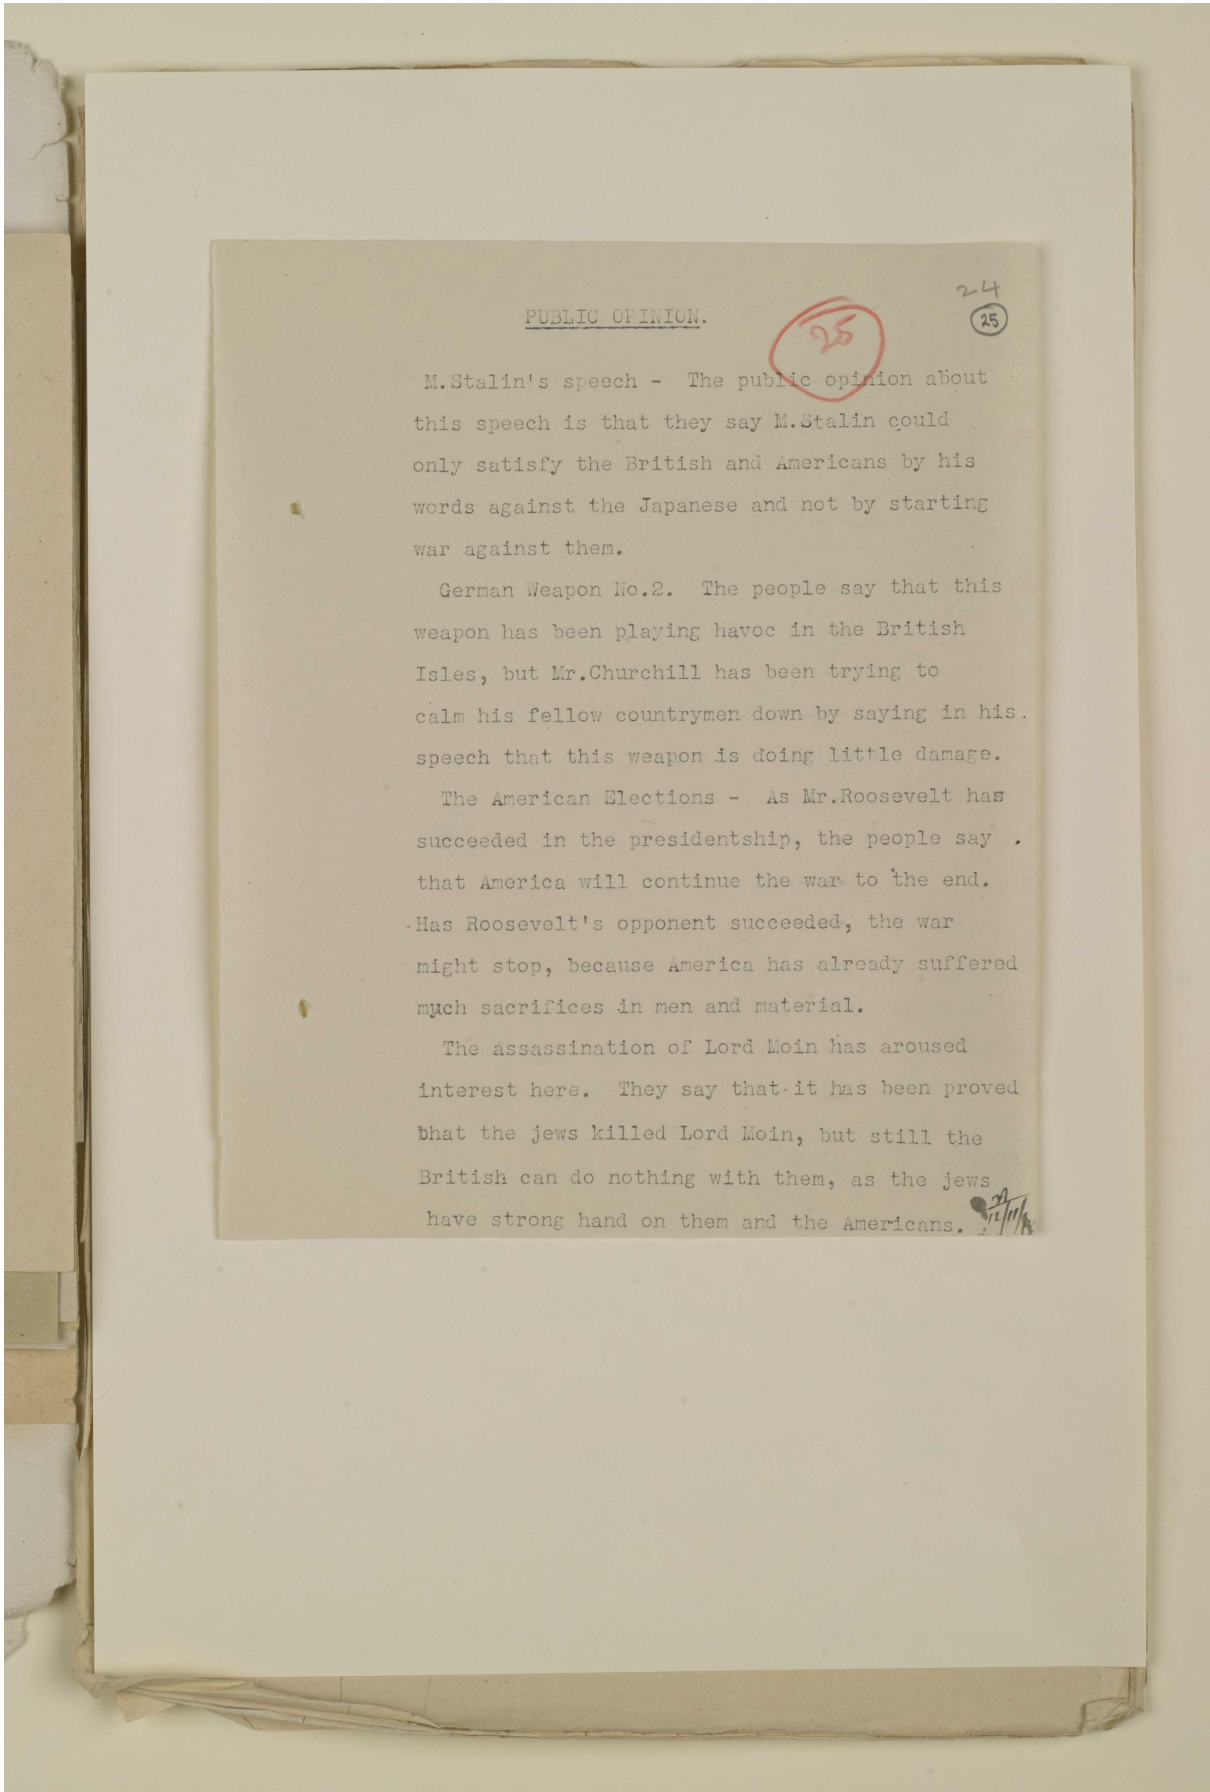 24
25
25
PUBLIC OPINION.
M.Stalin's speech - The public opinion about
this speech is that they say M.Stalin could
only satisfy the British and Americans by his
words against the Japanese and not by starting
war against them.
German Weapon No.2. The people say that this
weapon has been playing havoc in the British
Isles, but Mr.Churchill has been trying to
calm his fellow countrymen down by saying in his.
speech that this weapon is doing little damage.
The American Elections - As Mr.Roosevelt has
succeeded in the presidentship, the people say .
that America will continue the war to the end.
Has Roosevelt's opponent succeeded, the war
might stop, because America has already suffered
much sacrifices in men and material.
The assassination of Lord Moin has aroused
interest here. They say that it has been proved
that the jews killed Lord Moin, but still the
British can do nothing with them, as the jews
have strong hand on them and the Americans.
12/11/